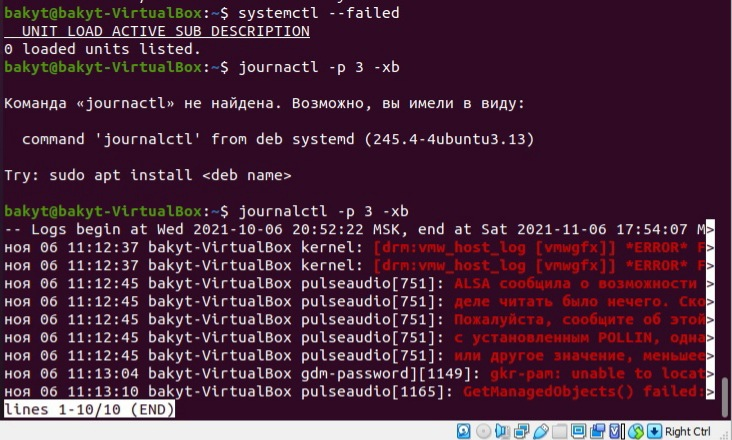 bakyt@bakyt-VirtualBox:~$ systemctl --failed
  UNIT LOAD ACTIVE SUB DESCRIPTION
0 loaded units listed.
bakyt@bakyt-VirtualBox:~$ journactl -p 3 -xb
Команда «journactl» не найдена. Возможно, вы имели в виду:
  command 'journalctl' from deb systemd (245.4-4ubuntu3.13)
Try: sudo apt install <deb name>
bakyt@bakyt-VirtualBox:~$ journalctl -p 3 -xb
-- Logs begin at Wed 2021-10-06 20:52:22 MSK, end at Sat 2021-11-06 17:54:07 M>
ноя 06 11:12:37 bakyt-VirtualBox kernel: [drm:vmw_host_log [vmwgfx]] *ERROR* F>
ноя 06 11:12:37 bakyt-VirtualBox kernel: [drm:vmw_host_log [vmwgfx]] *ERROR* F>
ноя 06 11:12:45 bakyt-VirtualBox pulseaudio[751]: ALSA сообщила о возможности >
ноя 06 11:12:45 bakyt-VirtualBox pulseaudio[751]: деле читать было нечего. Ско>
ноя 06 11:12:45 bakyt-VirtualBox pulseaudio[751]: Пожалуйста, сообщите об этой>
ноя 06 11:12:45 bakyt-VirtualBox pulseaudio[751]: с установленным POLLIN, одна>
ноя 06 11:12:45 bakyt-VirtualBox pulseaudio[751]: или другое значение, меньшее>
ноя 06 11:13:04 bakyt-VirtualBox gdm-password][1149]: gkr-pam: unable to locat>
ноя 06 11:13:10 bakyt-VirtualBox pulseaudio[1165]: GetManagedObjects() failed:>
lines 1-10/10 (END)
Right Ctrl